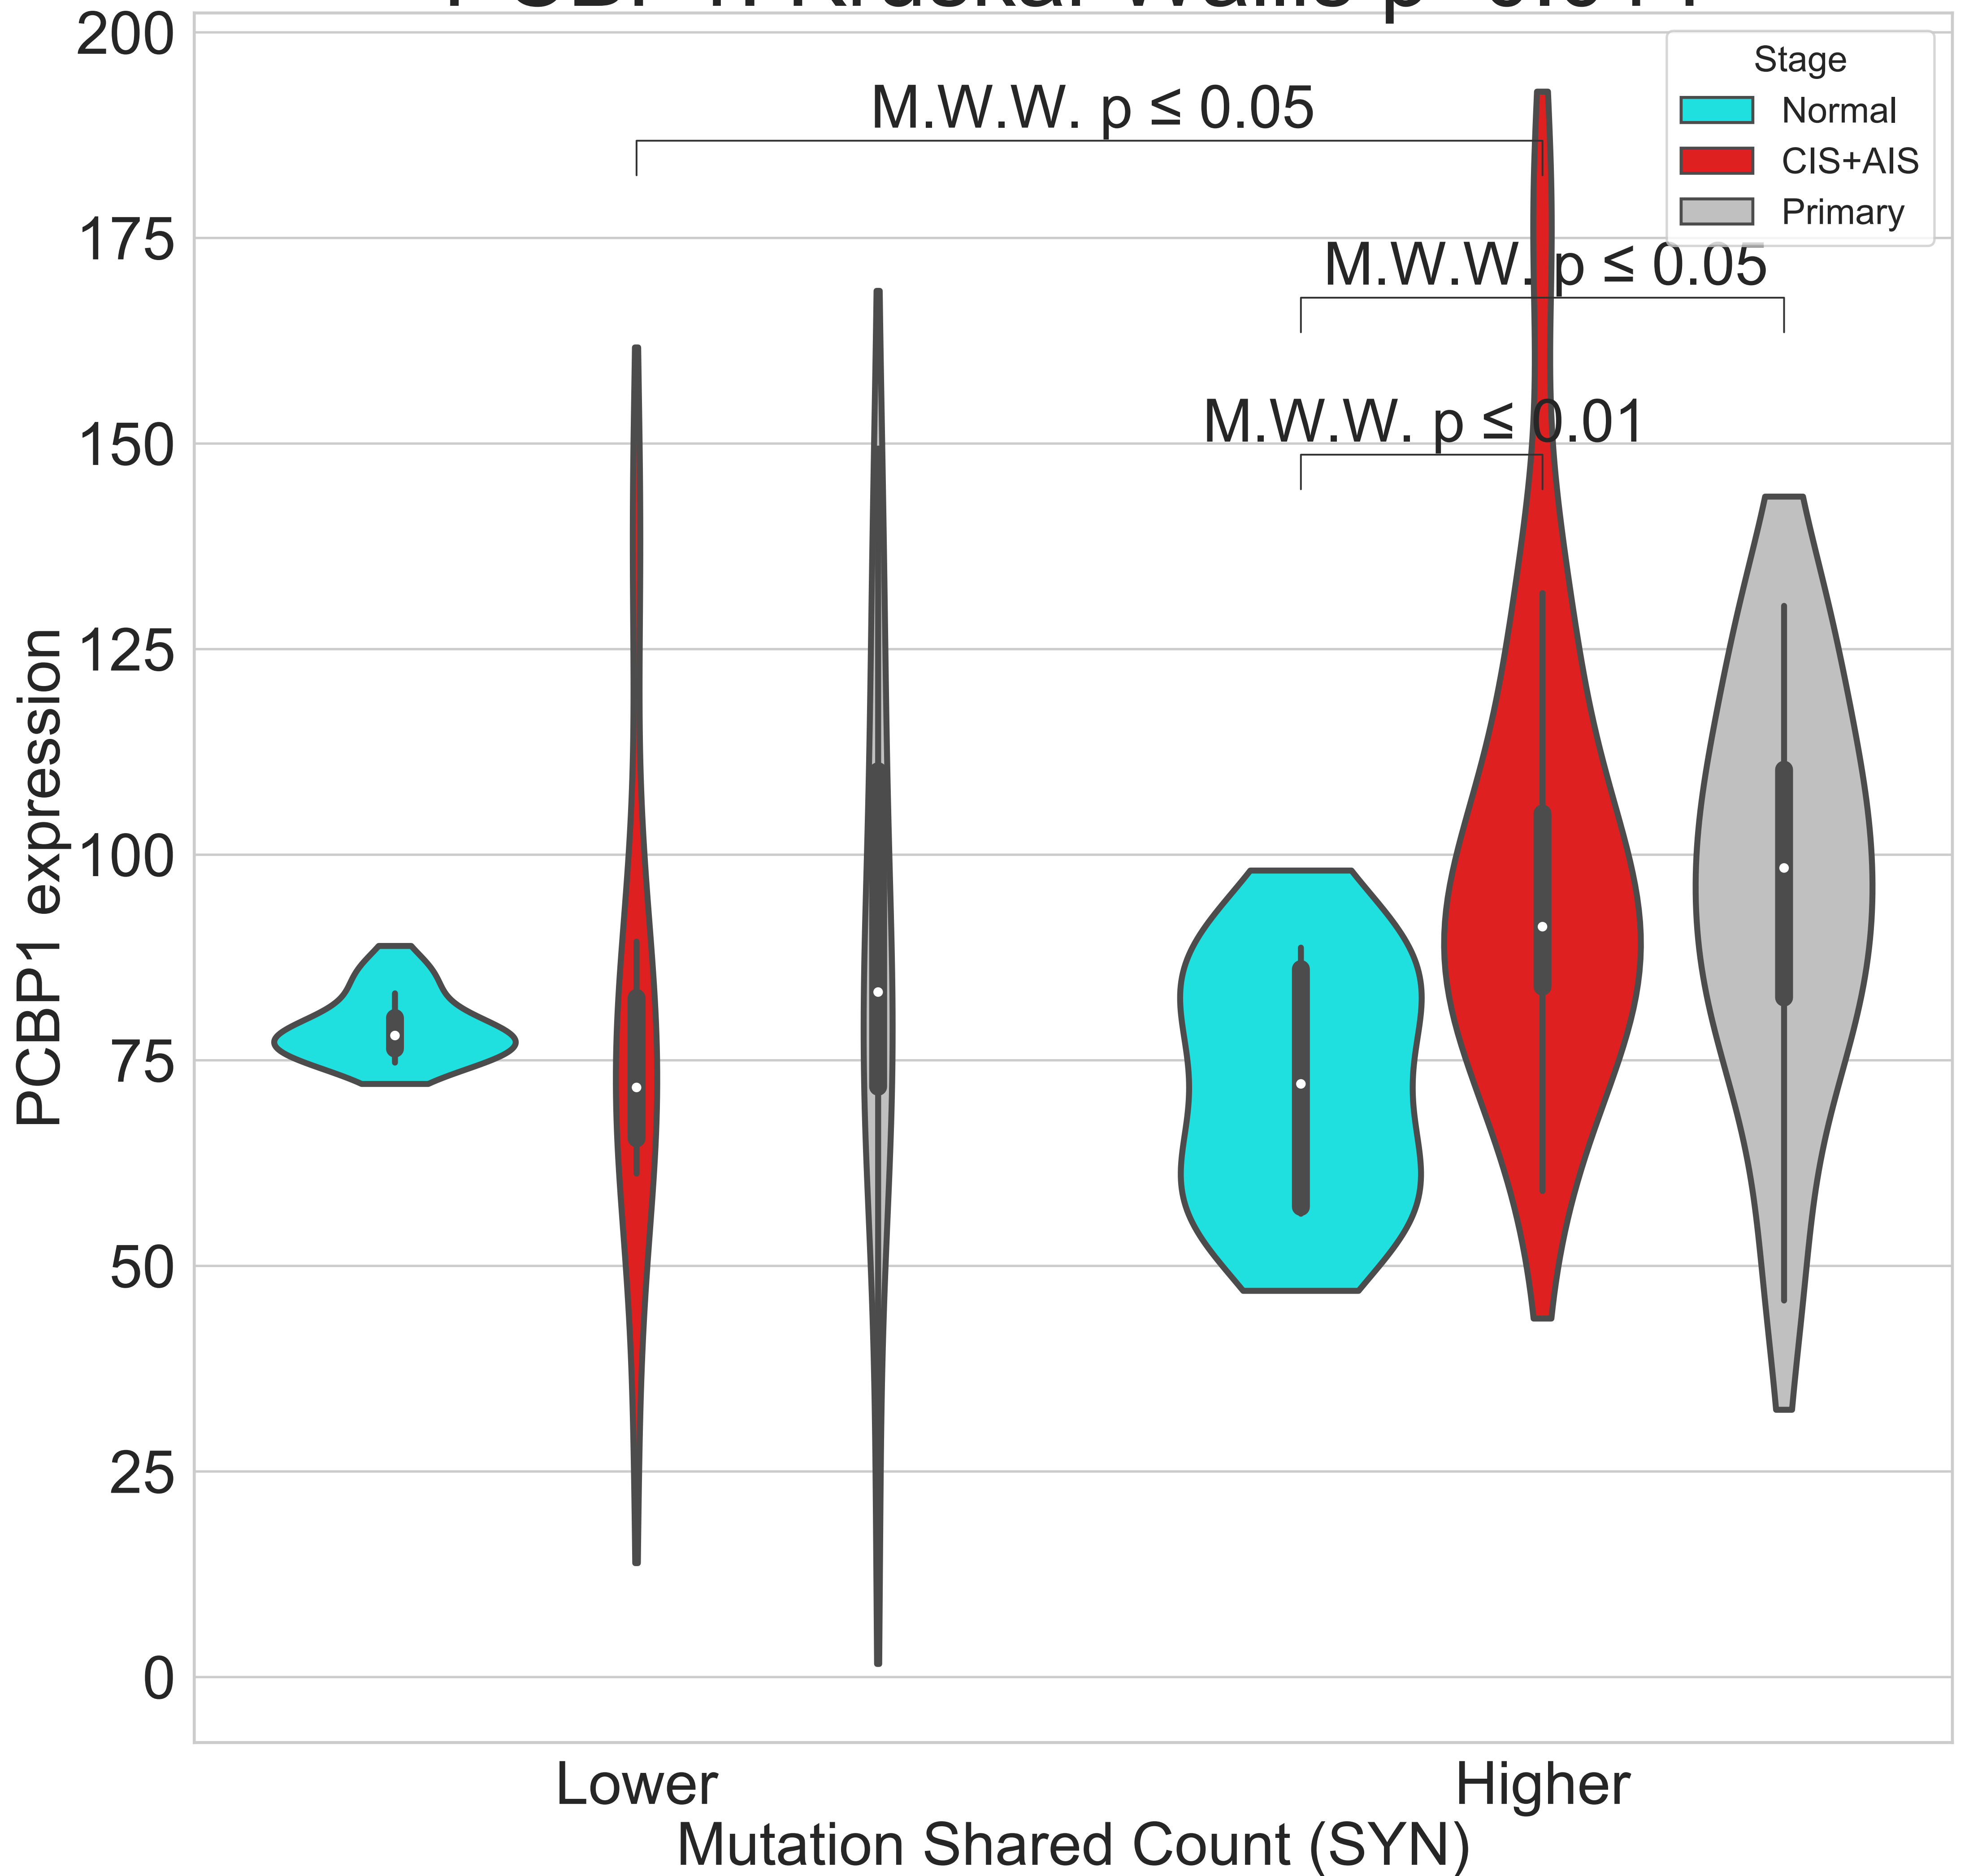 200
175
150
125
100
75
50
25
0
PCBP1 expression
M.W.W. p ≤ 0.05
M.W.W. p ≤ 0.05
M.W.W. p ≤ 0.01
Stage
Normal
CIS+AIS
Primary
Lower
Higher
Mutation Shared Count (SYN)